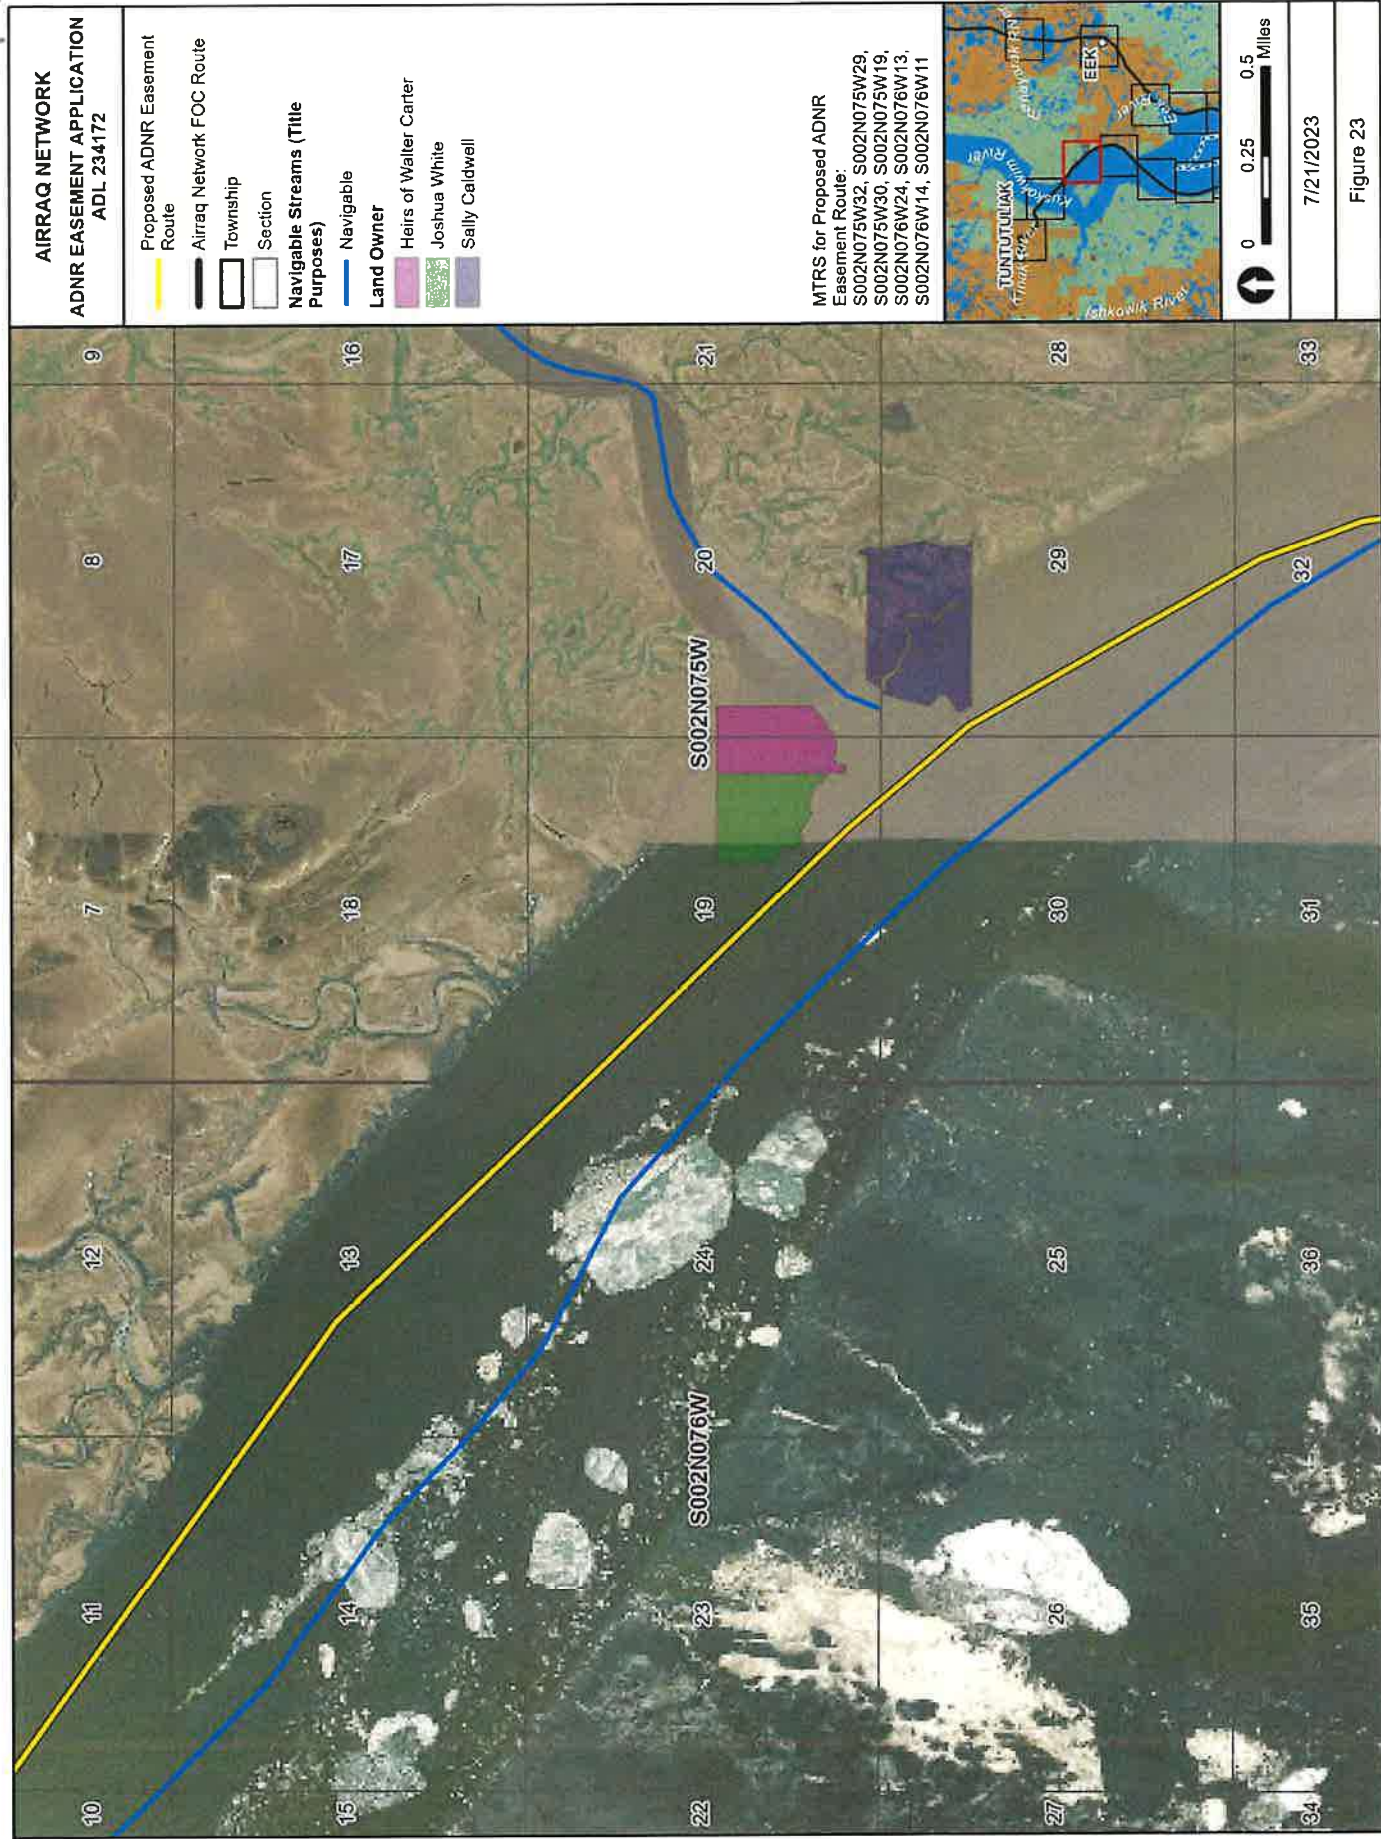 AIRRAQ NETWORK
ADNR EASEMENT APPLICATION
ADL 234172
Proposed ADNR Easement
Route
Airraq Network FOC Route
Township
Section
Navigable Streams (Title
Purposes)
Navigable
Land Owner
Heirs of Walter Carter
Joshua White
Sally Caldwell
MTRS for Proposed ADNR
Easement Route:
S002N075W32, S002N075W29,
S002N075W30, S002N075W19,
S002N076W24, S002N076W13,
S002N076W14, S002N076W11
TUNTUTULIAK
Kuskokwim River
EEK
Eek River
Ishkowik River
0 0.25 0.5
Miles
7/21/2023
Figure 23
10 11 12 7 8 9
15 14 13 18 17 16
S002N076W S002N075W
22 23 24 19 20 21
27 26 25 30 29 28
34 35 36 31 32 33